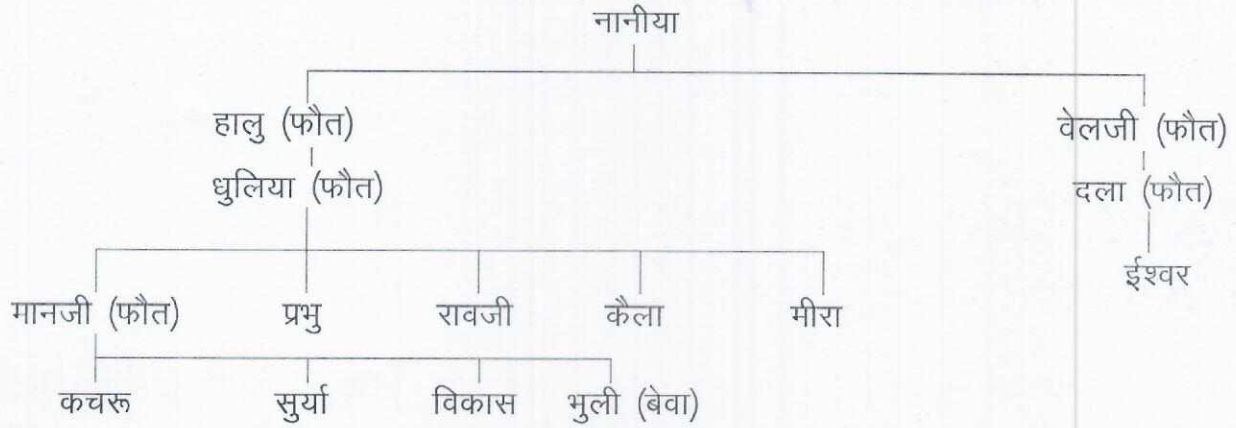 नानीया
हालु (फौत) वेलजी (फौत)
धुलिया (फौत) दला (फौत)
ईश्वर
मानजी (फौत) प्रभु रावजी कैला मीरा
कचरू सुर्या विकास भुली (बेवा)